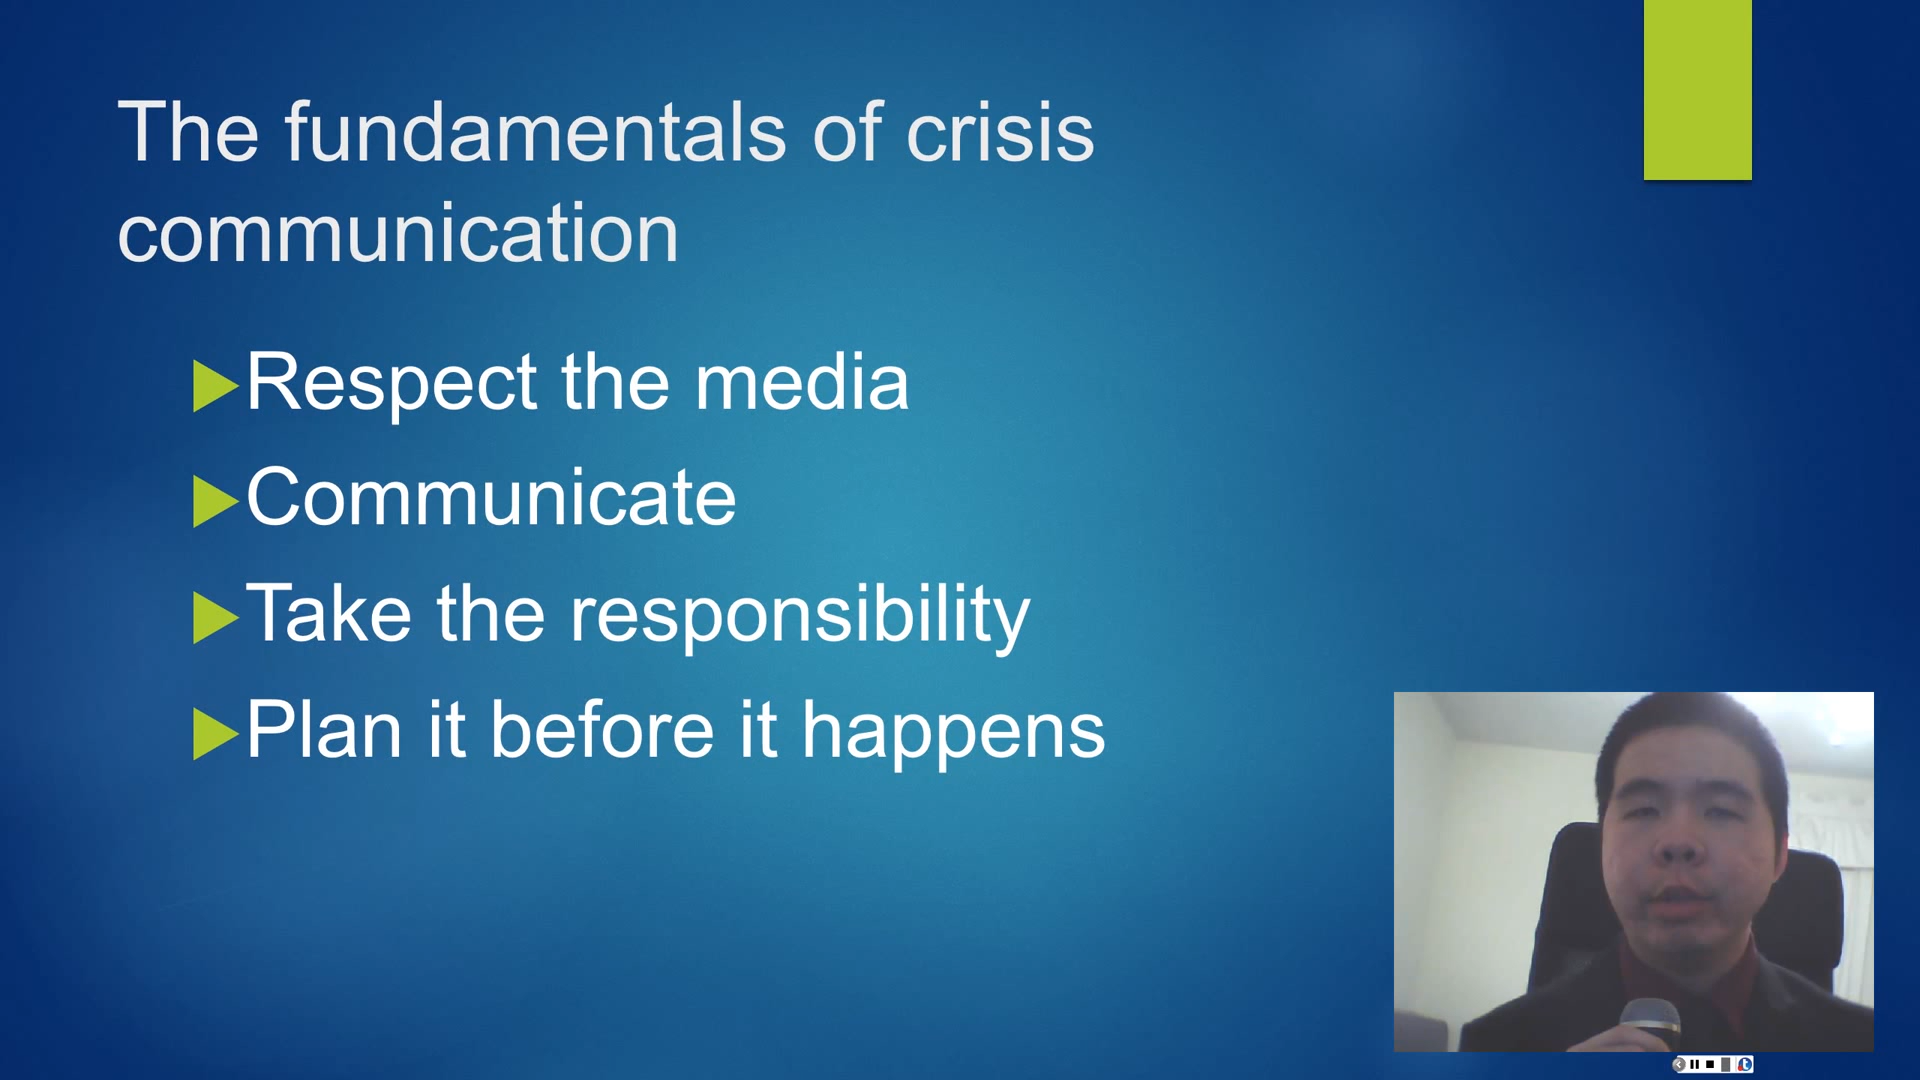 The fundamentals of crisis
communication
Respect the media
Communicate
Take the responsibility
Plan it before it happens